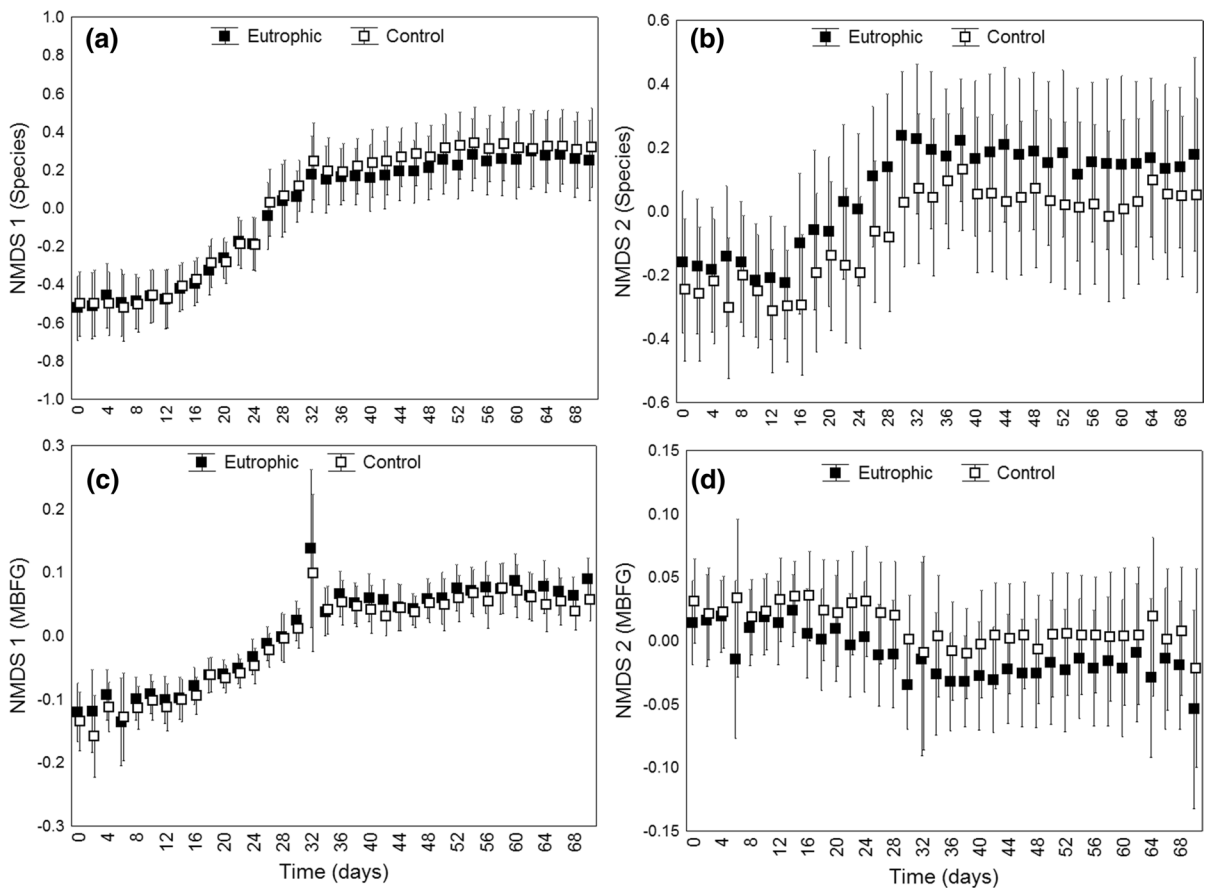 (a)
Eutrophic
Control
NMDS 1 (Species)
1.0
0.8
0.6
0.4
0.2
0.0
-0.2
-0.4
-0.6
-0.8
-1.0
0 4 8 12 16 20 24 28 32 36 40 44 48 52 56 60 64 68
(b)
Eutrophic
Control
NMDS 2 (Species)
0.6
0.4
0.2
0.0
-0.2
-0.4
-0.6
0 4 8 12 16 20 24 28 32 36 40 44 48 52 56 60 64 68
(c)
Eutrophic
Control
NMDS 1 (MBFG)
0.3
0.2
0.1
0.0
-0.1
-0.2
-0.3
0 4 8 12 16 20 24 28 32 36 40 44 48 52 56 60 64 68
Time (days)
(d)
Eutrophic
Control
NMDS 2 (MBFG)
0.15
0.10
0.05
0.00
-0.05
-0.10
-0.15
0 4 8 12 16 20 24 28 32 36 40 44 48 52 56 60 64 68
Time (days)